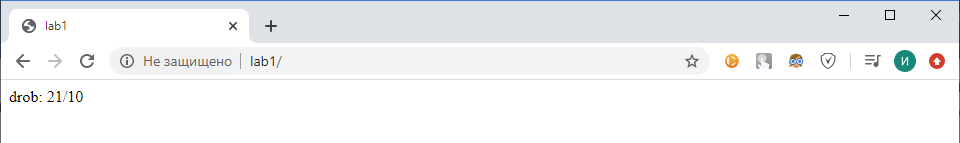 lab1
Не защищено | lab1/
И
drob: 21/10